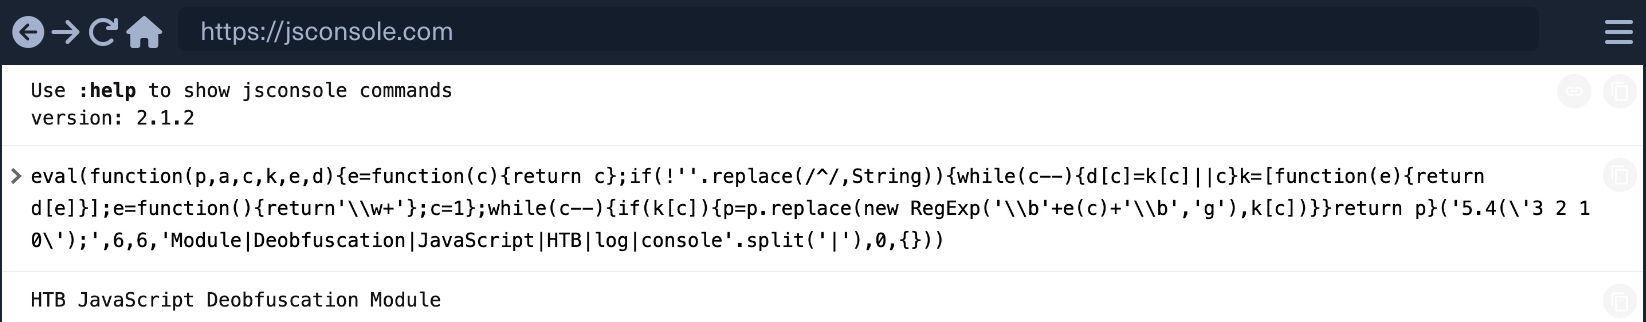 https://jsconsole.com
Use :help to show jsconsole commands
version: 2.1.2
eval(function(p,a,c,k,e,d){e=function(c){return c};if(!''.replace(/^/,String)){while(c--){d[c]=k[c]||c}k=[function(e){return
d[e]}];e=function(){return'\\w+'};c=1};while(c--){if(k[c]){p=p.replace(new RegExp('\\b'+e(c)+'\\b','g'),k[c])}}return p}('5.4(\'3 2 1
0\');',6,6,'Module|Deobfuscation|JavaScript|HTB|log|console'.split('|'),0,{}))
HTB JavaScript Deobfuscation Module